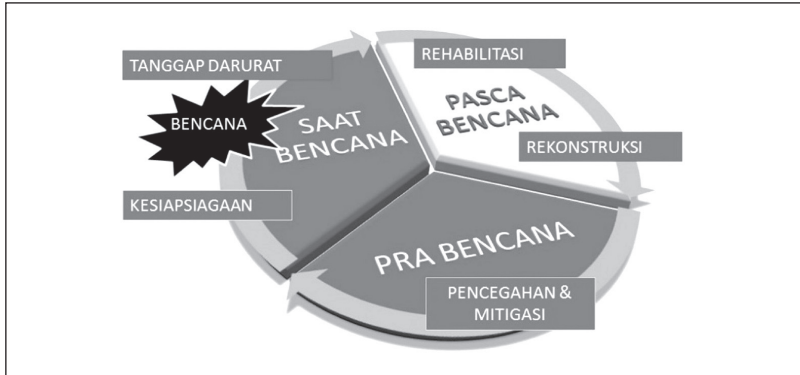 TANGGAP DARURAT
BENCANA
SAAT
BENCANA
KESIAPSIAGAAN
REHABILITASI
PASCA
BENCANA
REKONSTRUKSI
PRA BENCANA
PENCEGAHAN &
MITIGASI